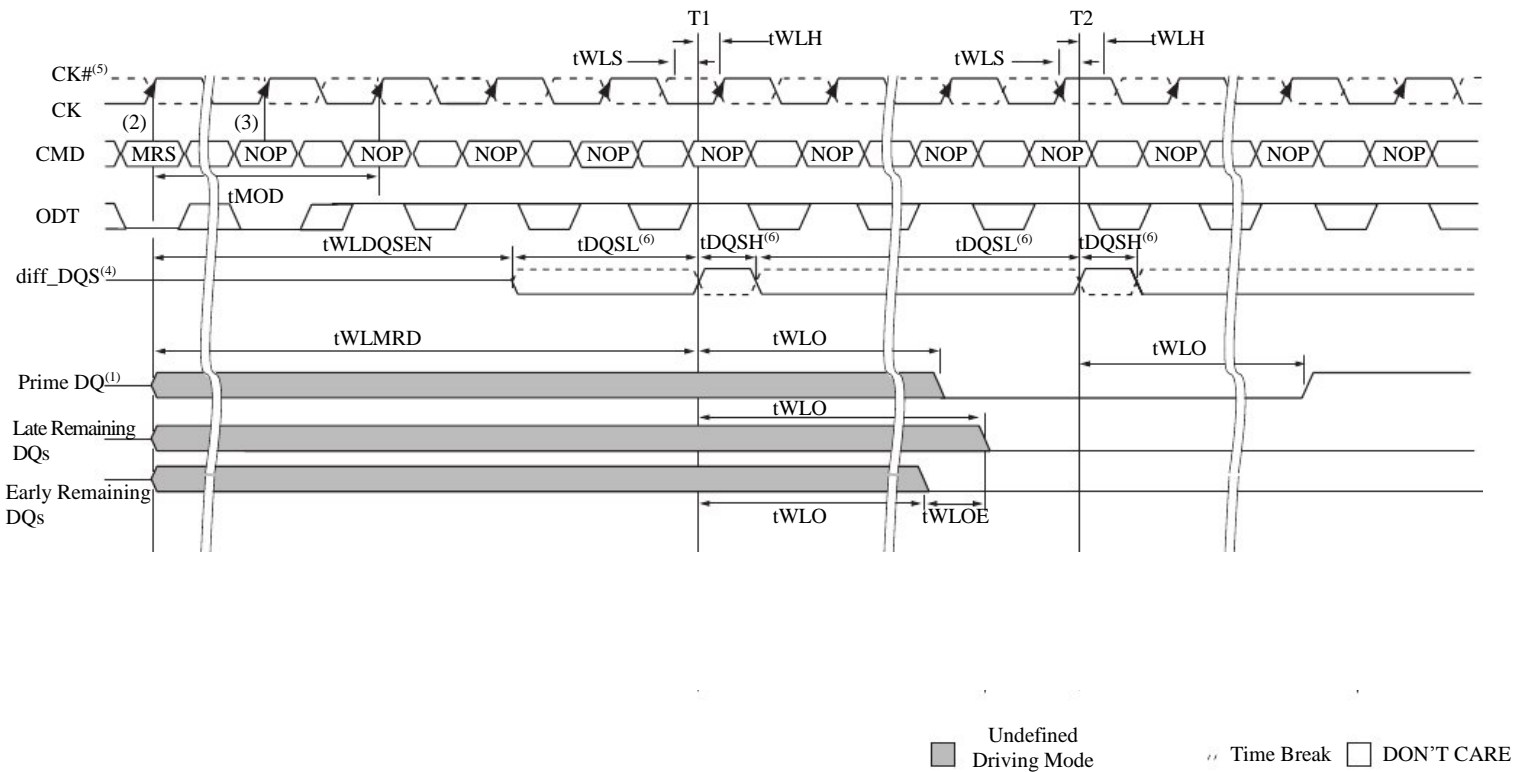 T1 T2
tWLH tWLH
tWLS tWLS
CK#(5)
CK
(2) (3)
CMD MRS NOP NOP NOP NOP NOP NOP NOP NOP NOP NOP NOP
tMOD
ODT
tWLDQSEN tDQSL(6) tDQSH(6) tDQSL(6) tDQSH(6)
diff_DQS(4)
tWLMRD tWLO
tWLO
Prime DQ(1)
tWLO
Late Remaining
DQs
Early Remaining
DQs
tWLO tWLOE
Undefined
Driving Mode
Time Break DON'T CARE